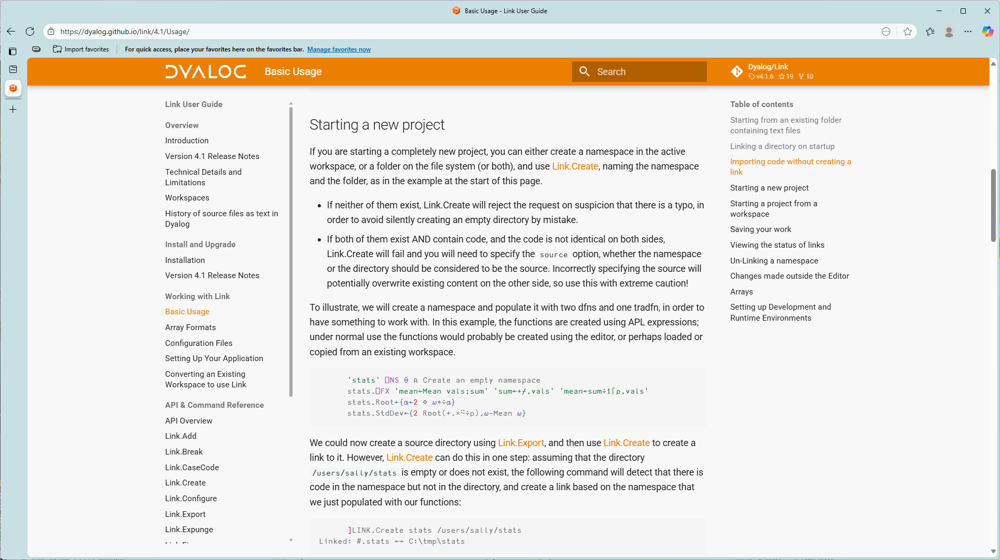 Basic Usage - Link User Guide
https://dyalog.github.io/link/4.1/Usage/
Import favorites
For quick access, place your favorites here on the favorites bar. Manage favorites now
DYALOG
Basic Usage
Search
Dyalog/Link
v4.1.6 19 10
Link User Guide
Overview
Introduction
Version 4.1 Release Notes
Technical Details and
Limitations
Workspaces
History of source files as text in
Dyalog
Install and Upgrade
Installation
Version 4.1 Release Notes
Working with Link
Basic Usage
Array Formats
Configuration Files
Setting Up Your Application
Converting an Existing
Workspace to use Link
API & Command Reference
API Overview
Link.Add
Link.Break
Link.CaseCode
Link.Create
Link.Configure
Link.Export
Link.Expunge
Starting a new project
If you are starting a completely new project, you can either create a namespace in the active
workspace, or a folder on the file system (or both), and use Link.Create, naming the namespace
and the folder, as in the example at the start of this page.
• If neither of them exist, Link.Create will reject the request on suspicion that there is a typo, in
order to avoid silently creating an empty directory by mistake.
• If both of them exist AND contain code, and the code is not identical on both sides,
Link.Create will fail and you will need to specify the source option, whether the namespace
or the directory should be considered to be the source. Incorrectly specifying the source will
potentially overwrite existing content on the other side, so use this with extreme caution!
To illustrate, we will create a namespace and populate it with two dfns and one tradfn, in order to
have something to work with. In this example, the functions are created using APL expressions;
under normal use the functions would probably be created using the editor, or perhaps loaded or
copied from an existing workspace.
'stats' ⎕NS ⍬ ⍝ Create an empty namespace
stats.⎕FX 'mean←Mean vals;sum' 'sum←+⌿,vals' 'mean←sum÷1⌈⍴,vals'
stats.Root←{⍺←2 ⋄ ⍵*÷⍺}
stats.StdDev←{2 Root(+.×⍨÷⍴),⍵-Mean ⍵}
We could now create a source directory using Link.Export, and then use Link.Create to create a
link to it. However, Link.Create can do this in one step: assuming that the directory
/users/sally/stats is empty or does not exist, the following command will detect that there is
code in the namespace but not in the directory, and create a link based on the namespace that
we just populated with our functions:
]LINK.Create stats /users/sally/stats
Linked: #.stats ←→ C:\tmp\stats
Table of contents
Starting from an existing folder
containing text files
Linking a directory on startup
Importing code without creating a
link
Starting a new project
Starting a project from a
workspace
Saving your work
Viewing the status of links
Un-Linking a namespace
Changes made outside the Editor
Arrays
Setting up Development and
Runtime Environments